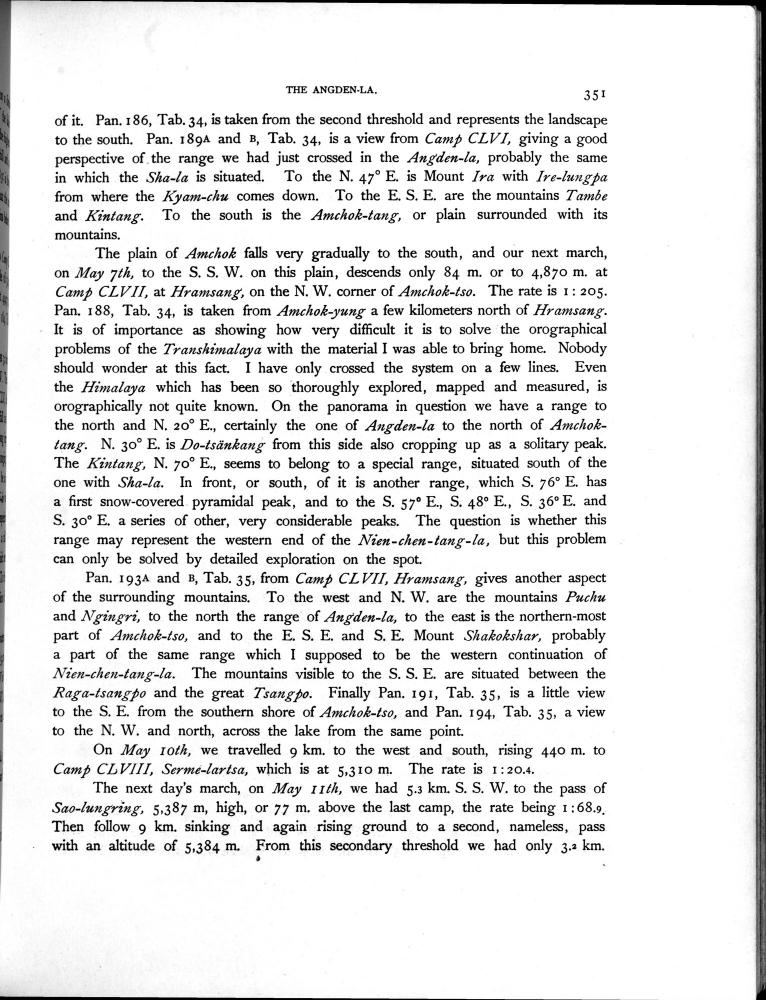 THE ANGDEN-LA.
351
of it. Pan. 186, Tab. 34, is taken from the second threshold and represents the landscape
to the south. Pan. 189A and B, Tab. 34, is a view from Camp CLVI, giving a good
perspective of the range we had just crossed in the Angden-la, probably the same
in which the Sha-la is situated. To the N. 47° E. is Mount Ira with Ire-lungpa
from where the Kyam-chu comes down. To the E. S. E. are the mountains Tambe
and Kintang. To the south is the Amchok-tang, or plain surrounded with its
mountains.
The plain of Amchok falls very gradually to the south, and our next march,
on May 7th, to the S. S. W. on this plain, descends only 84 m. or to 4,870 m. at
Camp CLVII, at Hramsang, on the N. W. corner of Amchok-tso. The rate is 1 : 205.
Pan. 188, Tab. 34, is taken from Amchok-yung a few kilometers north of Hramsang.
It is of importance as showing how very difficult it is to solve the orographical
problems of the Transhimalaya with the material I was able to bring home. Nobody
should wonder at this fact. I have only crossed the system on a few lines. Even
the Himalaya which has been so thoroughly explored, mapped and measured, is
orographically not quite known. On the panorama in question we have a range to
the north and N. 20° E., certainly the one of Angden-la to the north of Amchok-
tang. N. 30° E. is Do-tsänkang from this side also cropping up as a solitary peak.
The Kintang, N. 70° E., seems to belong to a special range, situated south of the
one with Sha-la. In front, or south, of it is another range, which S. 76° E. has
a first snow-covered pyramidal peak, and to the S. 57° E., S. 48° E., S. 36° E. and
S. 30° E. a series of other, very considerable peaks. The question is whether this
range may represent the western end of the Nien-chen-tang-la, but this problem
can only be solved by detailed exploration on the spot.
Pan. 193A and B, Tab. 35, from Camp CLVII, Hramsang, gives another aspect
of the surrounding mountains. To the west and N. W. are the mountains Puchu
and Ngingri, to the north the range of Angden-la, to the east is the northern-most
part of Amchok-tso, and to the E. S. E. and S. E. Mount Shakokshar, probably
a part of the same range which I supposed to be the western continuation of
Nien-chen-tang-la. The mountains visible to the S. S. E. are situated between the
Raga-tsangpo and the great Tsangpo. Finally Pan. 191, Tab. 35, is a little view
to the S. E. from the southern shore of Amchok-tso, and Pan. 194, Tab. 35, a view
to the N. W. and north, across the lake from the same point.
On May 10th, we travelled 9 km. to the west and south, rising 440 m. to
Camp CLVIII, Serme-lartsa, which is at 5,310 m. The rate is 1 : 20.4.
The next day's march, on May 11th, we had 5.3 km. S. S. W. to the pass of
Sao-lungring, 5,387 m, high, or 77 m. above the last camp, the rate being 1 : 68.9.
Then follow 9 km. sinking and again rising ground to a second, nameless, pass
with an altitude of 5,384 m. From this secondary threshold we had only 3.2 km.